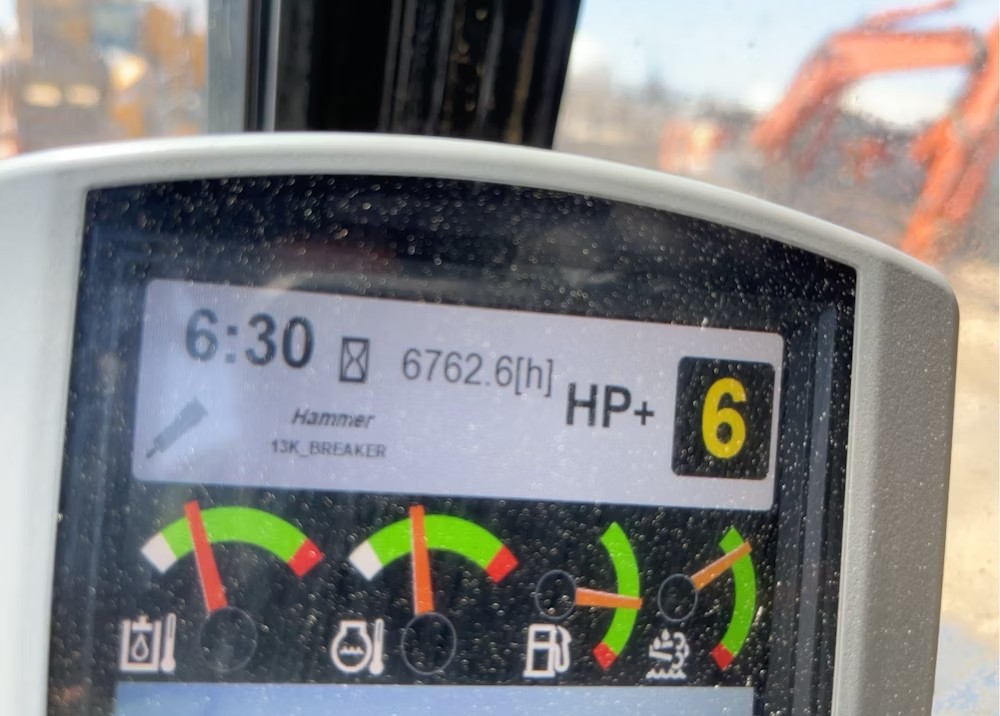 6:30 6762.6[h]
HP+ 6
Hammer
13K_BREAKER